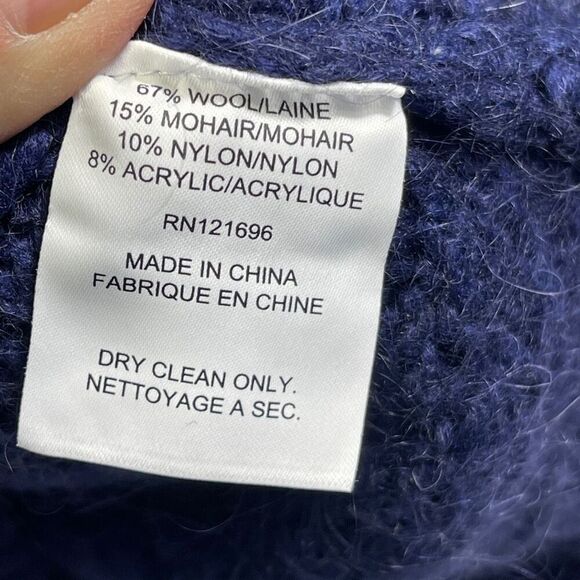 67% WOOL/LAINE
15% MOHAIR/MOHAIR
10% NYLON/NYLON
8% ACRYLIC/ACRYLIQUE
RN121696
MADE IN CHINA
FABRIQUE EN CHINE
DRY CLEAN ONLY.
NETTOYAGE A SEC.